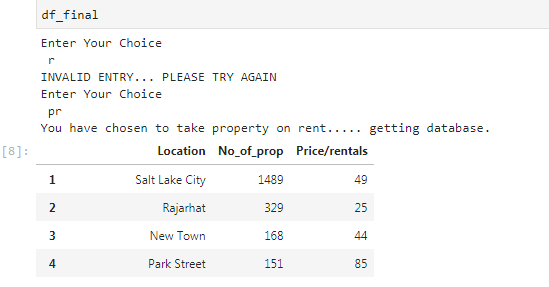 df_final
Enter Your Choice
r
INVALID ENTRY... PLEASE TRY AGAIN
Enter Your Choice
pr
You have chosen to take property on rent..... getting database.
[8]:
Location No_of_prop Price/rentals
1 Salt Lake City 1489 49
2 Rajarhat 329 25
3 New Town 168 44
4 Park Street 151 85